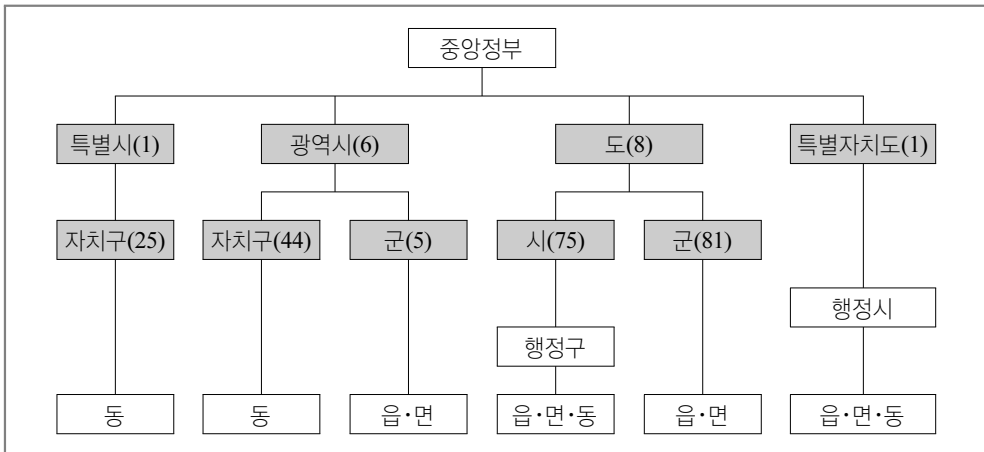 중앙정부
특별시(1) 광역시(6) 도(8) 특별자치도(1)
자치구(25) 자치구(44) 군(5) 시(75) 군(81)
행정시
행정구
동 동 읍·면 읍·면·동 읍·면 읍·면·동